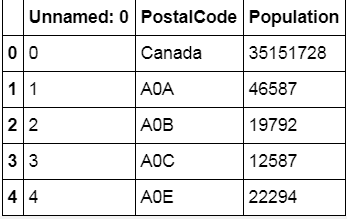 Unnamed: 0 PostalCode Population
0 0 Canada 35151728
1 1 A0A 46587
2 2 A0B 19792
3 3 A0C 12587
4 4 A0E 22294